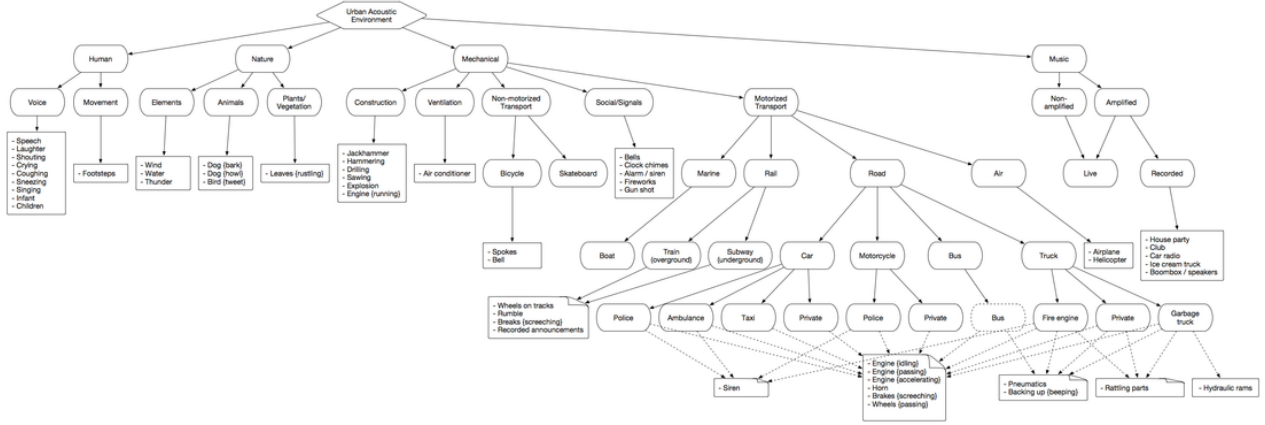 Urban Acoustic
Environment
Human
Nature
Mechanical
Music
Voice
Movement
Elements
Animals
Plants/
Vegetation
Construction
Ventilation
Non-motorized
Transport
Social/Signals
Motorized
Transport
Non-
amplified
Amplified
- Speech
- Laughter
- Shouting
- Crying
- Coughing
- Sneezing
- Singing
- Infant
- Children
- Footsteps
- Wind
- Water
- Thunder
- Dog {bark}
- Dog {howl}
- Bird {tweet}
- Leaves {rustling}
- Jackhammer
- Hammering
- Drilling
- Sawing
- Explosion
- Engine {running}
- Air conditioner
Bicycle
Skateboard
- Bells
- Clock chimes
- Alarm / siren
- Fireworks
- Gun shot
Marine
Rail
Road
Air
Live
Recorded
- Spokes
- Bell
Boat
Train
(overground)
Subway
(underground)
Car
Motorcycle
Bus
Truck
- Airplane
- Helicopter
- House party
- Club
- Car radio
- Ice cream truck
- Boombox / speakers
- Wheels on tracks
- Rumble
- Breaks {screeching}
- Recorded announcements
Police
Ambulance
Taxi
Private
Police
Private
Bus
Fire engine
Private
Garbage
truck
- Siren
- Engine {idling}
- Engine {passing}
- Engine {accelerating}
- Horn
- Brakes {screeching}
- Wheels {passing}
- Pneumatics
- Backing up {beeping}
- Rattling parts
- Hydraulic rams